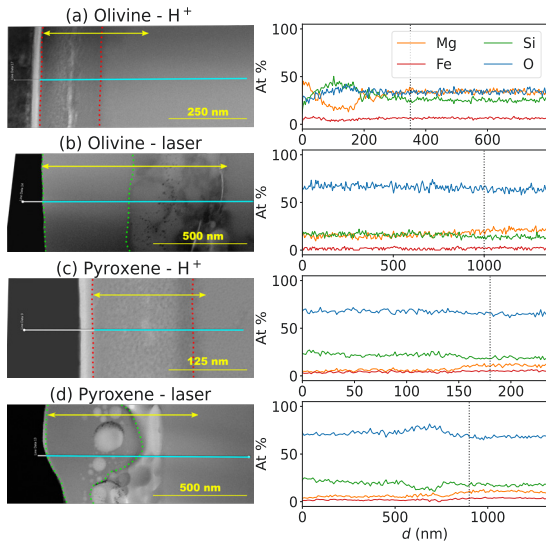 (a) Olivine - H+
250 nm
At %
100
50
0
0 200 400 600
Mg
Fe
Si
O
(b) Olivine - laser
500 nm
At %
100
50
0
0 500 1000
(c) Pyroxene - H+
125 nm
At %
100
50
0
0 50 100 150 200
(d) Pyroxene - laser
500 nm
At %
100
50
0
0 500 1000
d (nm)